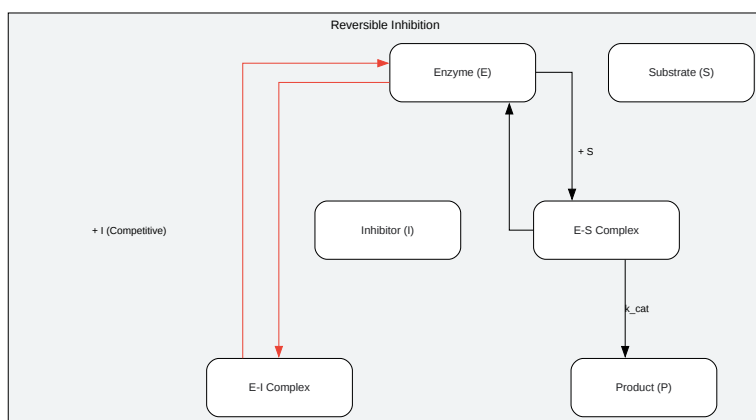 Reversible Inhibition
Enzyme (E)
Substrate (S)
+ S
+ I (Competitive)
Inhibitor (I)
E-S Complex
k_cat
E-I Complex
Product (P)